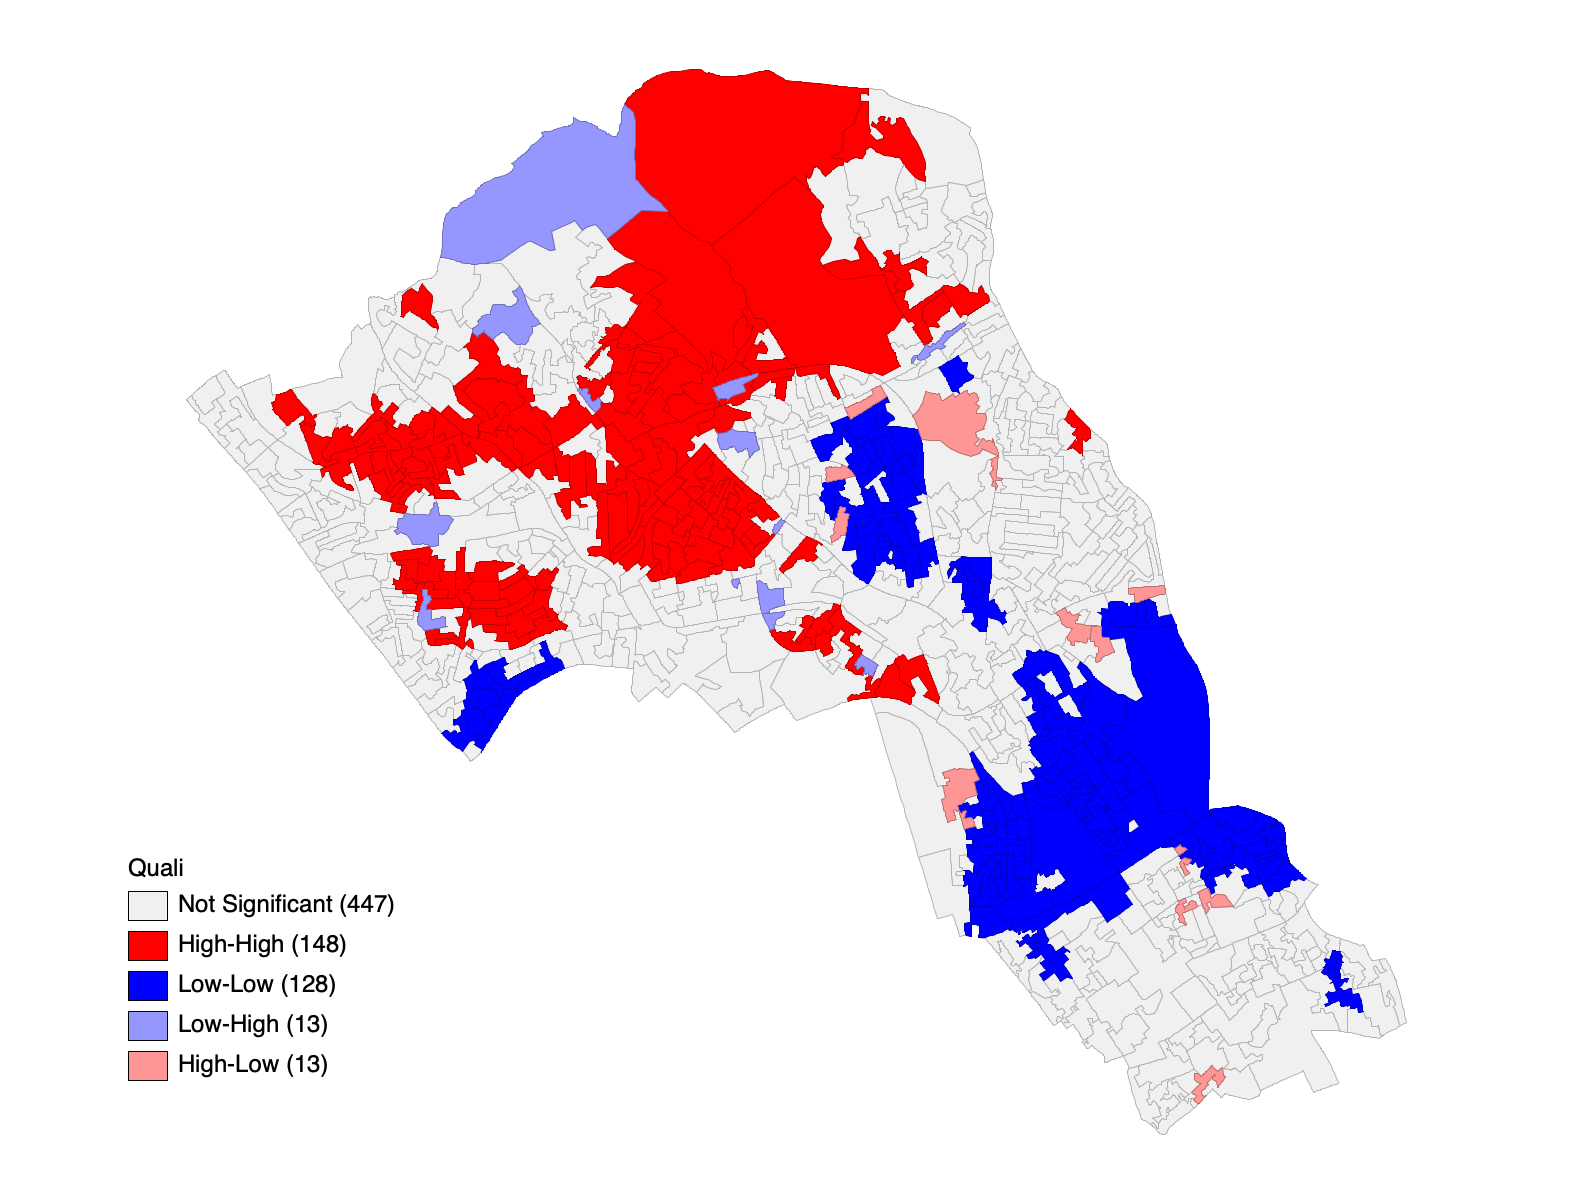 Quali
Not Significant (447)
High-High (148)
Low-Low (128)
Low-High (13)
High-Low (13)